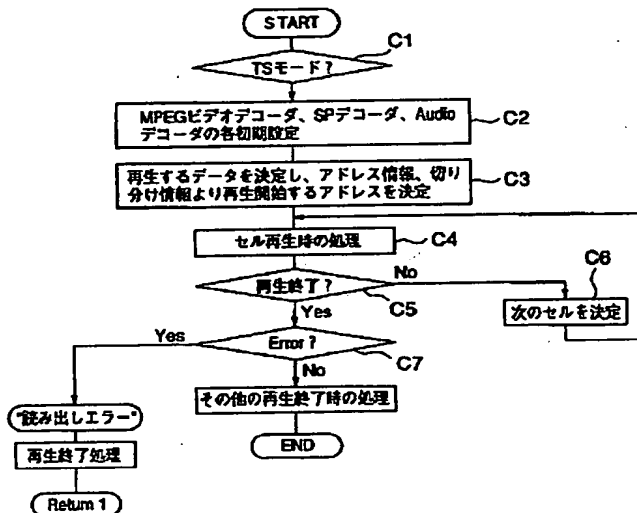 START
TSモード? C1
MPEGビデオデコーダ、SPデコーダ、Audio
デコーダの各初期設定 C2
再生するデータを決定し、アドレス情報、切り
分け情報より再生開始するアドレスを決定 C3
セル再生時の処理 C4
再生終了? No C5
Yes
C6
次のセルを決定
Error? Yes C7
No
その他の再生終了時の処理
END
"読み出しエラー"
再生終了処理
Return 1